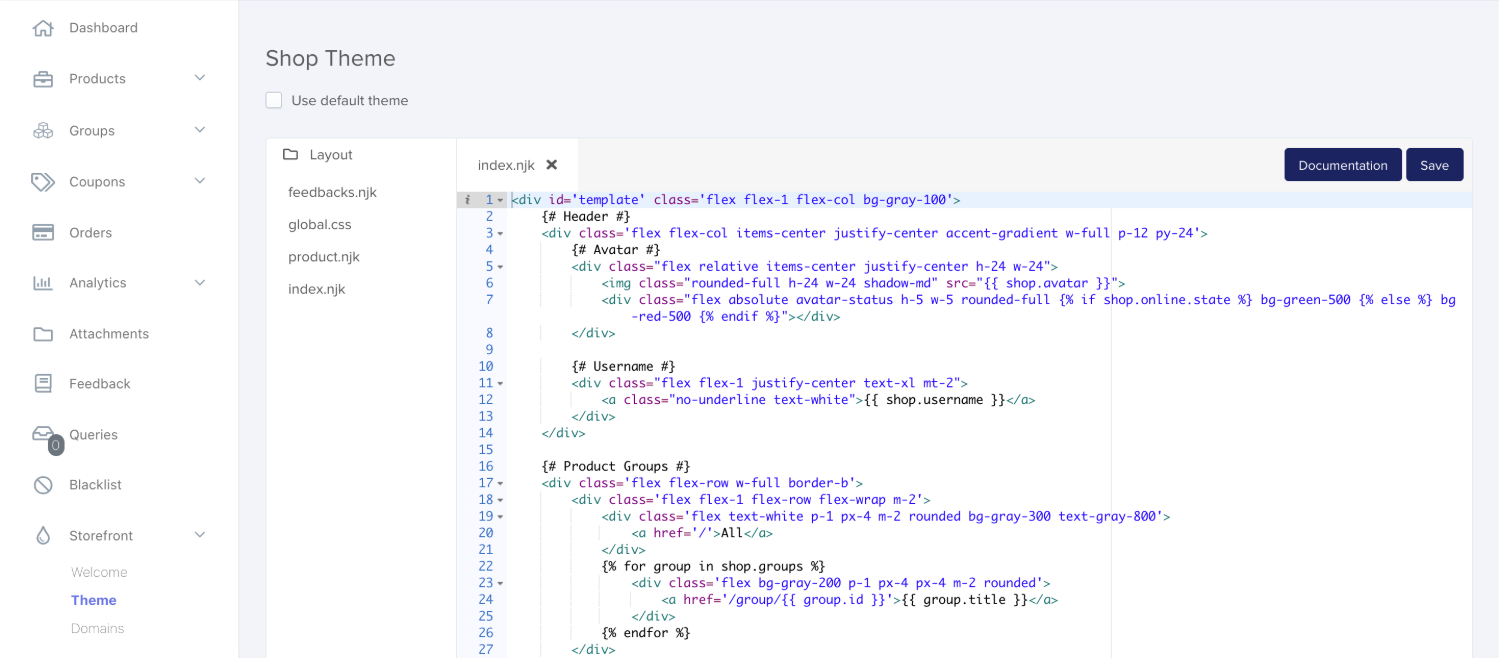 Dashboard
Products
Groups
Coupons
Orders
Analytics
Attachments
Feedback
Queries
0
Blacklist
Storefront
Welcome
Theme
Domains
Shop Theme
Use default theme
Layout
feedbacks.njk
global.css
product.njk
index.njk
index.njk
Documentation
Save
i 1 <div id='template' class='flex flex-1 flex-col bg-gray-100'>
2 {# Header #}
3 <div class='flex flex-col items-center justify-center accent-gradient w-full p-12 py-24'>
4 {# Avatar #}
5 <div class="flex relative items-center justify-center h-24 w-24">
6 <img class="rounded-full h-24 w-24 shadow-md" src="{{ shop.avatar }}">
7 <div class="flex absolute avatar-status h-5 w-5 rounded-full {% if shop.online.state %} bg-green-500 {% else %} bg
-red-500 {% endif %}"></div>
8 </div>
9
10 {# Username #}
11 <div class="flex flex-1 justify-center text-xl mt-2">
12 <a class="no-underline text-white">{{ shop.username }}</a>
13 </div>
14 </div>
15
16 {# Product Groups #}
17 <div class='flex flex-row w-full border-b'>
18 <div class='flex flex-1 flex-row flex-wrap m-2'>
19 <div class='flex text-white p-1 px-4 m-2 rounded bg-gray-300 text-gray-800'>
20 <a href='/'>All</a>
21 </div>
22 {% for group in shop.groups %}
23 <div class='flex bg-gray-200 p-1 px-4 px-4 m-2 rounded'>
24 <a href='/group/{{ group.id }}'>{{ group.title }}</a>
25 </div>
26 {% endfor %}
27 </div>